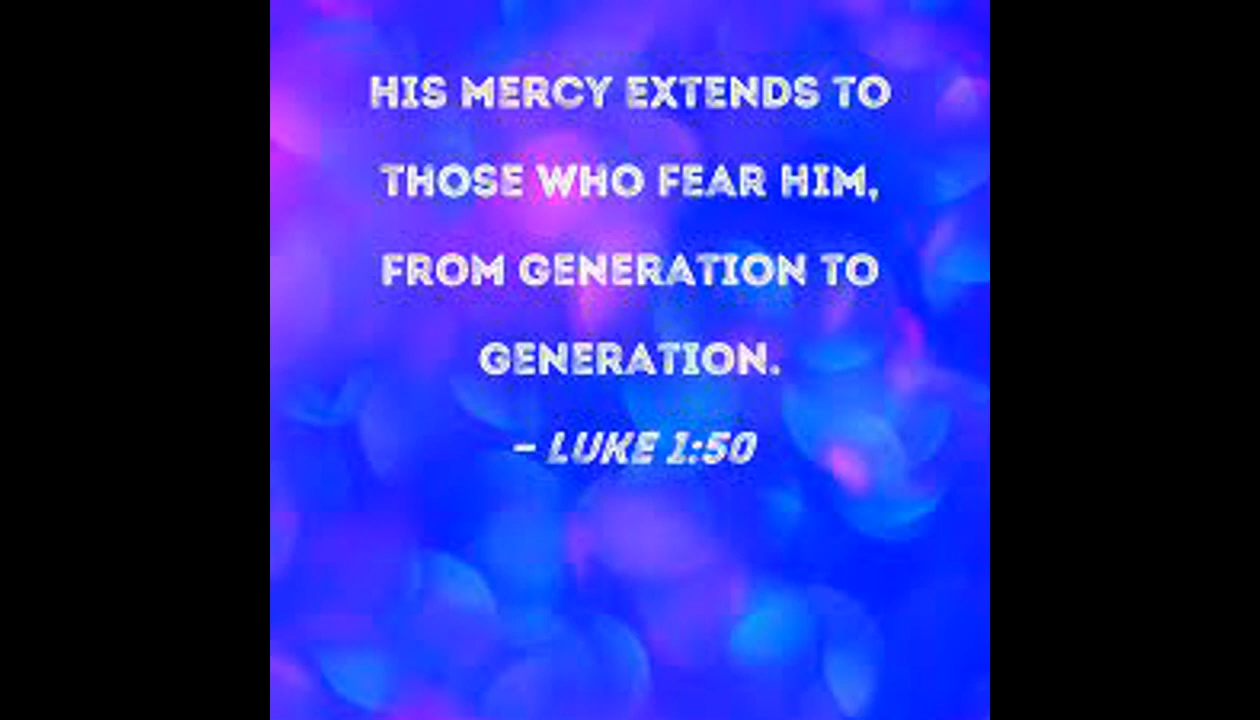 HIS MERCY EXTENDS TO
THOSE WHO FEAR HIM,
FROM GENERATION TO
GENERATION.
– LUKE 1:50